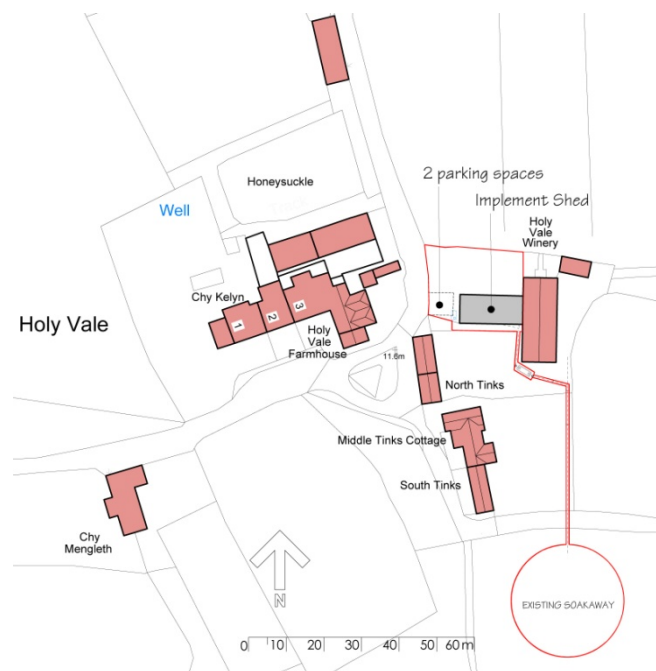 Honeysuckle
2 parking spaces
Implement Shed
Well
Holy
Vale
Winery
Chy Kelyn
1
2
3
Holy Vale
Holy
Vale
Farmhouse
11.6m
North Tinks
Middle Tinks Cottage
South Tinks
Chy
Mengleth
N
EXISTING SOAKAWAY
0 10 20 30 40 50 60 m